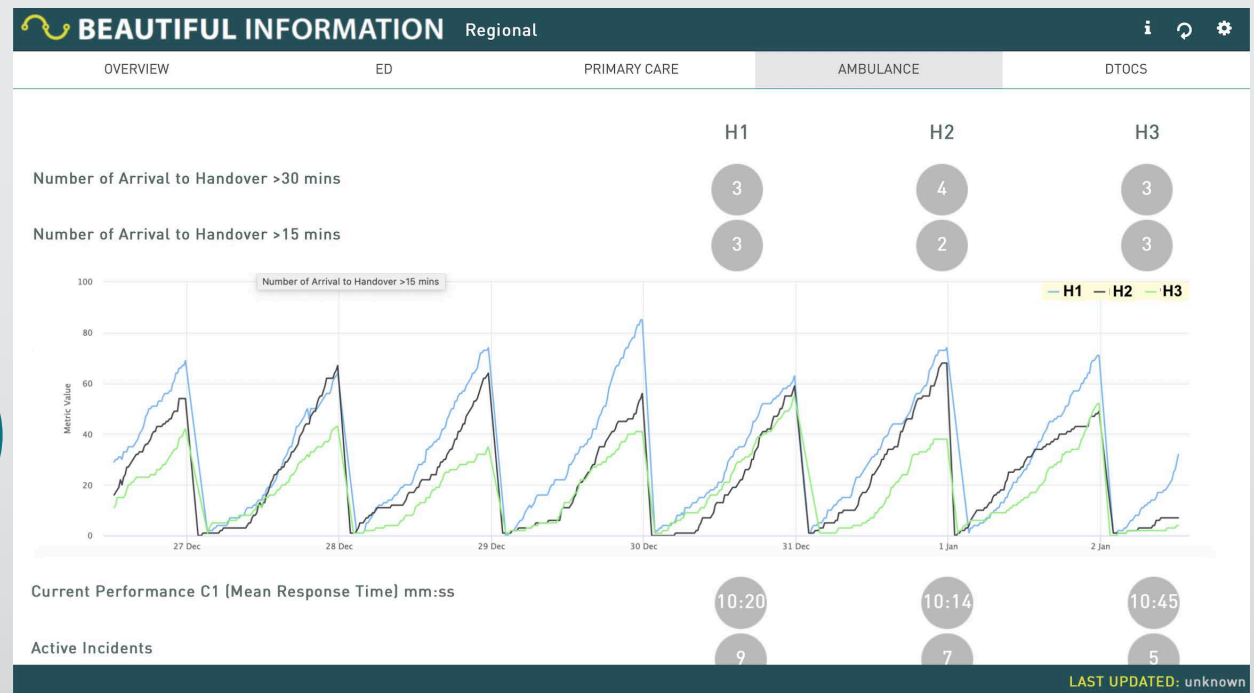 BEAUTIFUL INFORMATION Regional i
OVERVIEW ED PRIMARY CARE AMBULANCE DTOCS
H1 H2 H3
Number of Arrival to Handover >30 mins 3 4 3
Number of Arrival to Handover >15 mins 3 2 3
Number of Arrival to Handover >15 mins
H1 H2 H3
100
80
60
40
20
0
Metric Value
27 Dec 28 Dec 29 Dec 30 Dec 31 Dec 1 Jan 2 Jan
Current Performance C1 (Mean Response Time) mm:ss 10:20 10:14 10:45
Active Incidents 9 7 5
LAST UPDATED: unknown